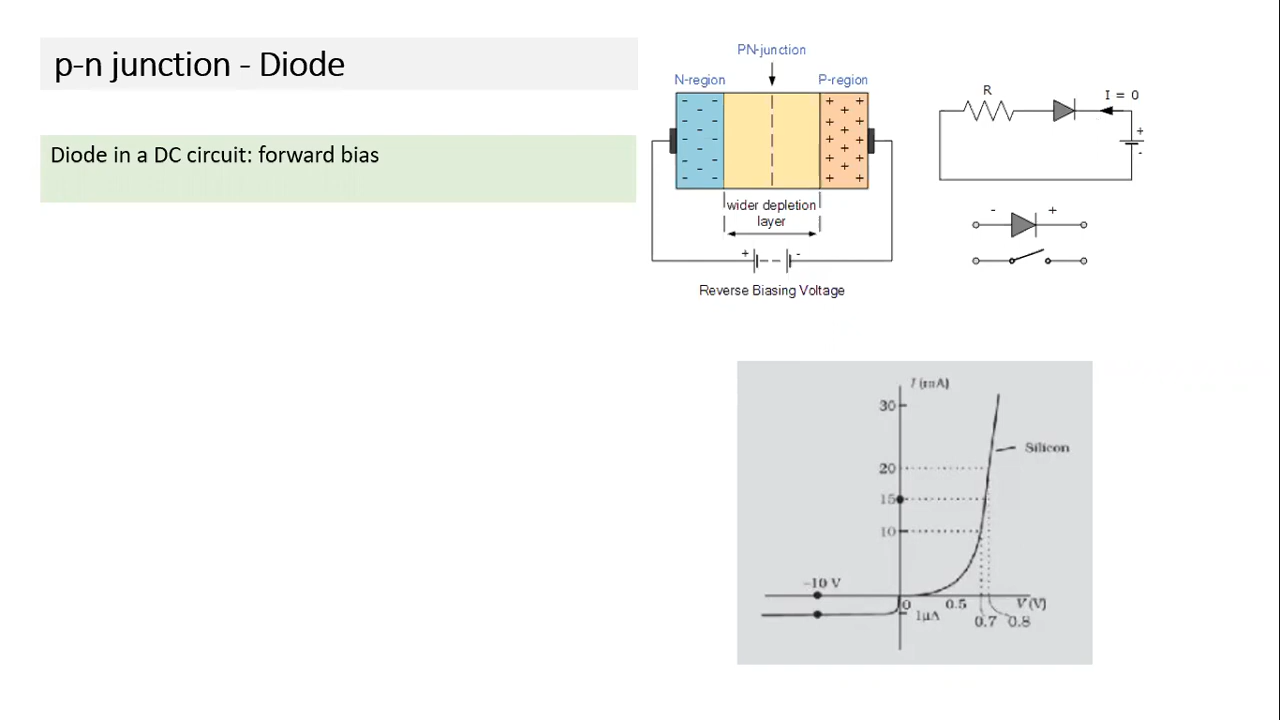 p-n junction - Diode
Diode in a DC circuit: forward bias
PN-junction
N-region
P-region
wider depletion
layer
+
-
Reverse Biasing Voltage
R
I = 0
+
-
- +
I (mA)
30
Silicon
20
15
10
−10 V
0
0.5
V (V)
1μA
0.7
0.8